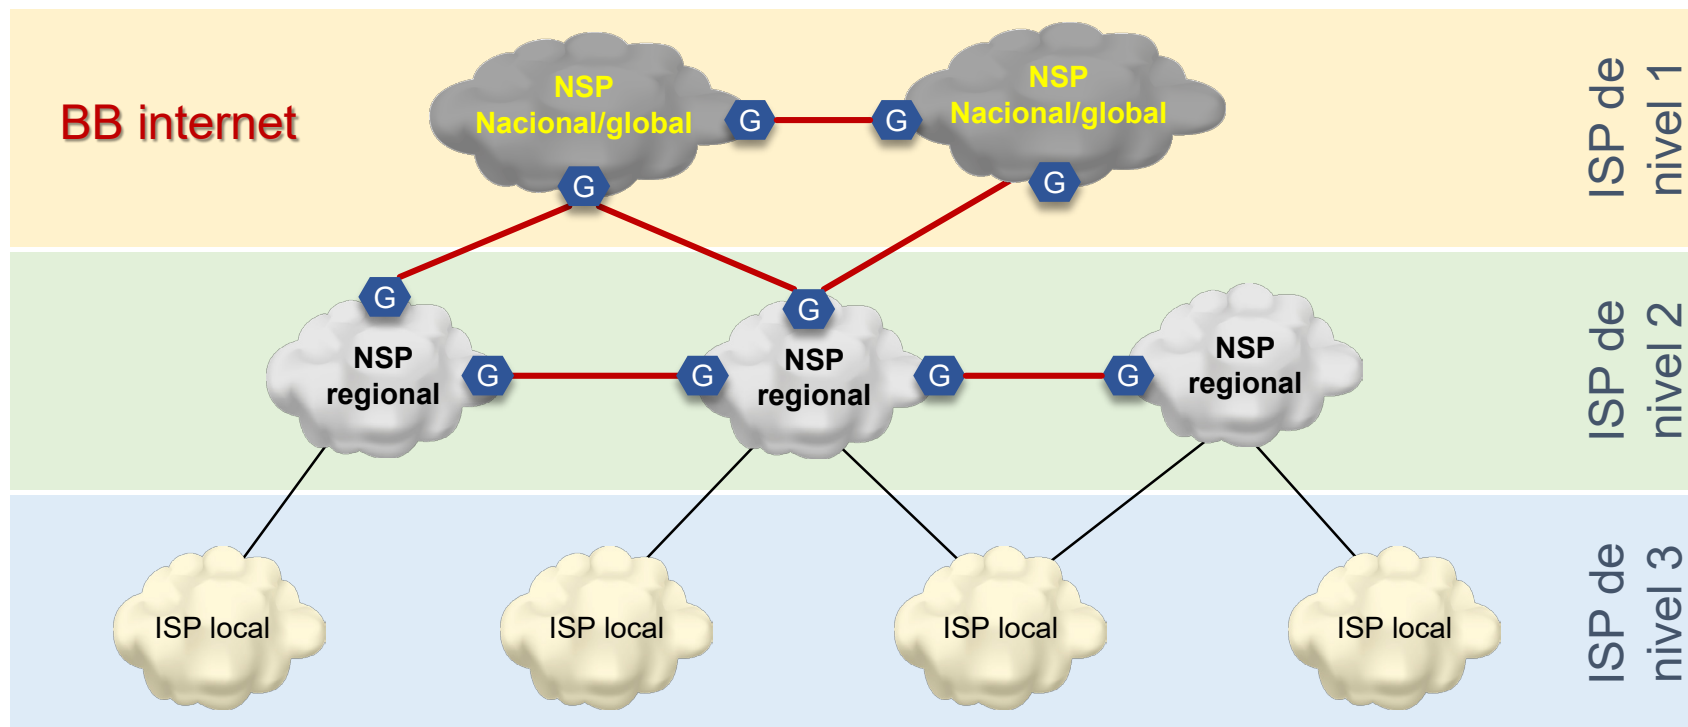 NSP
Nacional/global
NSP
Nacional/global
ISP de
nivel 1
BB internet
G
G
G
G
G
G
NSP
regional
NSP
regional
NSP
regional
G
G
G
G
ISP de
nivel 2
ISP local
ISP local
ISP local
ISP local
ISP de
nivel 3